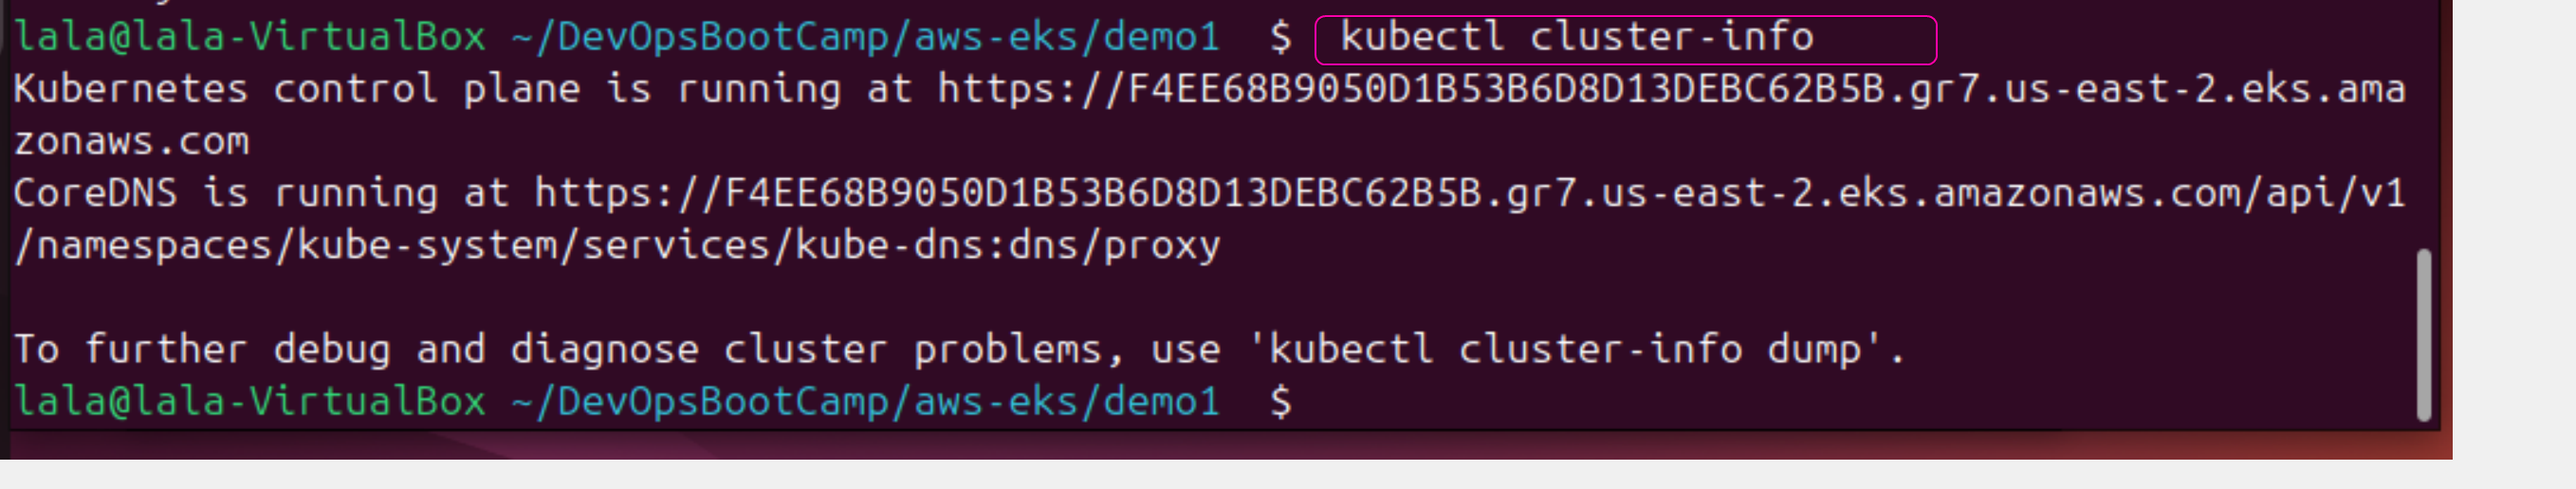 lala@lala-VirtualBox ~/DevOpsBootCamp/aws-eks/demo1  $  kubectl cluster-info
Kubernetes control plane is running at https://F4EE68B9050D1B53B6D8D13DEBC62B5B.gr7.us-east-2.eks.ama
zonaws.com
CoreDNS is running at https://F4EE68B9050D1B53B6D8D13DEBC62B5B.gr7.us-east-2.eks.amazonaws.com/api/v1
/namespaces/kube-system/services/kube-dns:dns/proxy
To further debug and diagnose cluster problems, use 'kubectl cluster-info dump'.
lala@lala-VirtualBox ~/DevOpsBootCamp/aws-eks/demo1  $